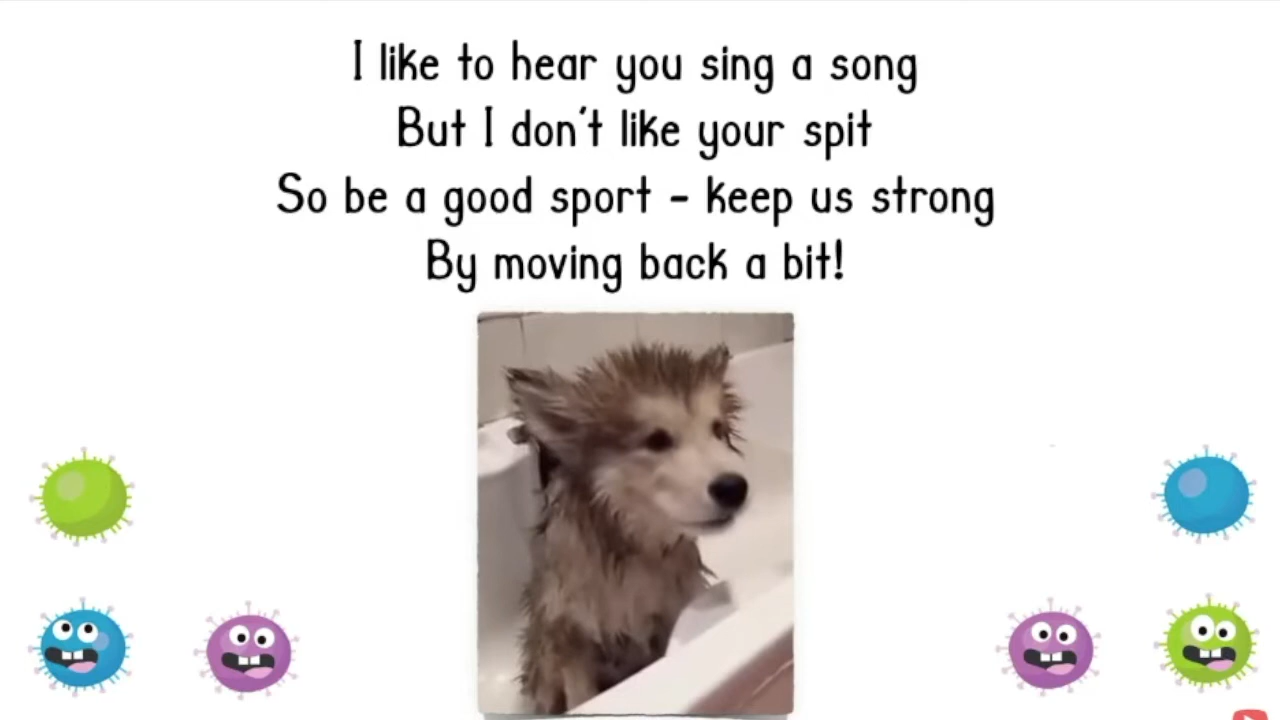 I like to hear you sing a song
But I don't like your spit
So be a good sport - keep us strong
By moving back a bit!